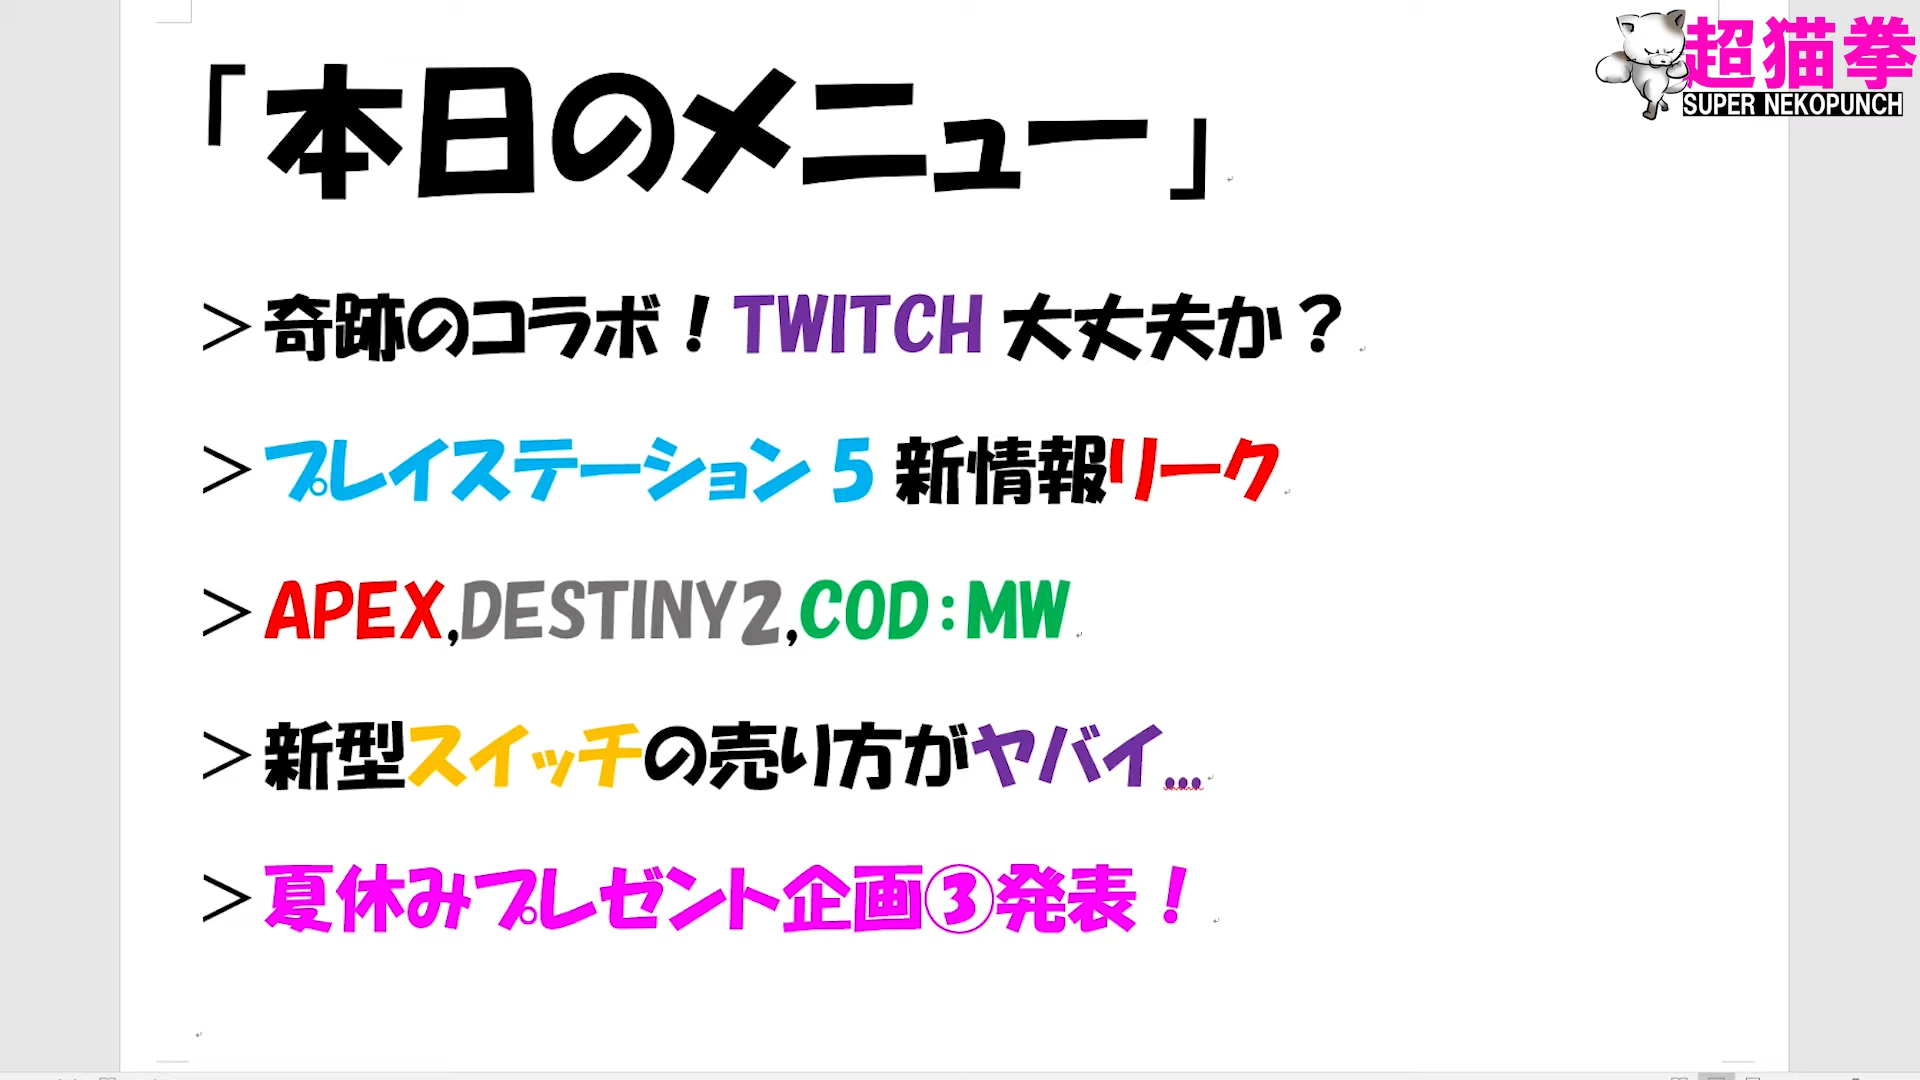 超猫拳
SUPER NEKOPUNCH
「本日のメニュー」
＞奇跡のコラボ！TWITCH 大丈夫か？
＞プレイステーション 5 新情報リーク
＞APEX,DESTINY2,COD:MW
＞新型スイッチの売り方がヤバイ…
＞夏休みプレゼント企画③発表！